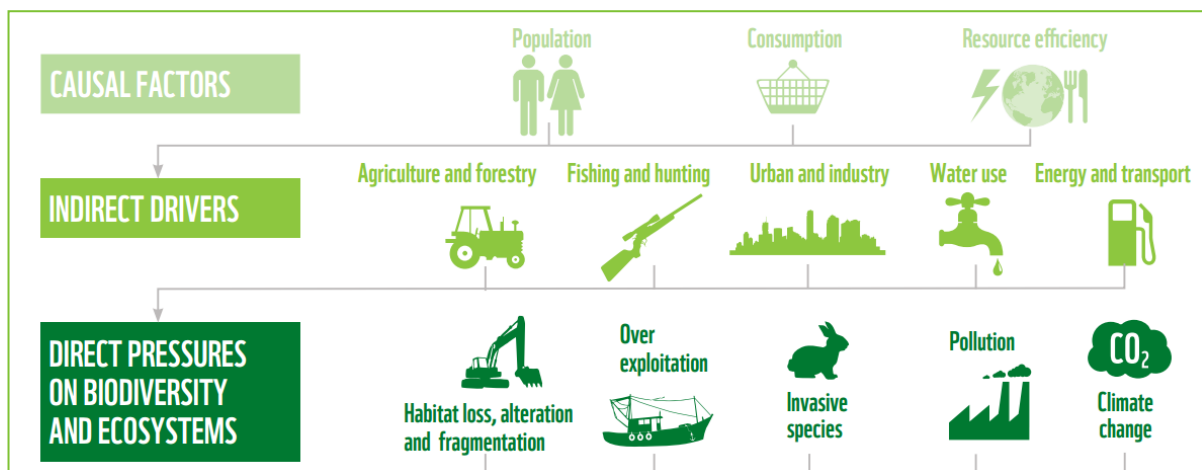 Population
Consumption
Resource efficiency
CAUSAL FACTORS
Agriculture and forestry
Fishing and hunting
Urban and industry
Water use
Energy and transport
INDIRECT DRIVERS
DIRECT PRESSURES
ON BIODIVERSITY
AND ECOSYSTEMS
Habitat loss, alteration
and fragmentation
Over
exploitation
Invasive
species
Pollution
CO₂
Climate
change